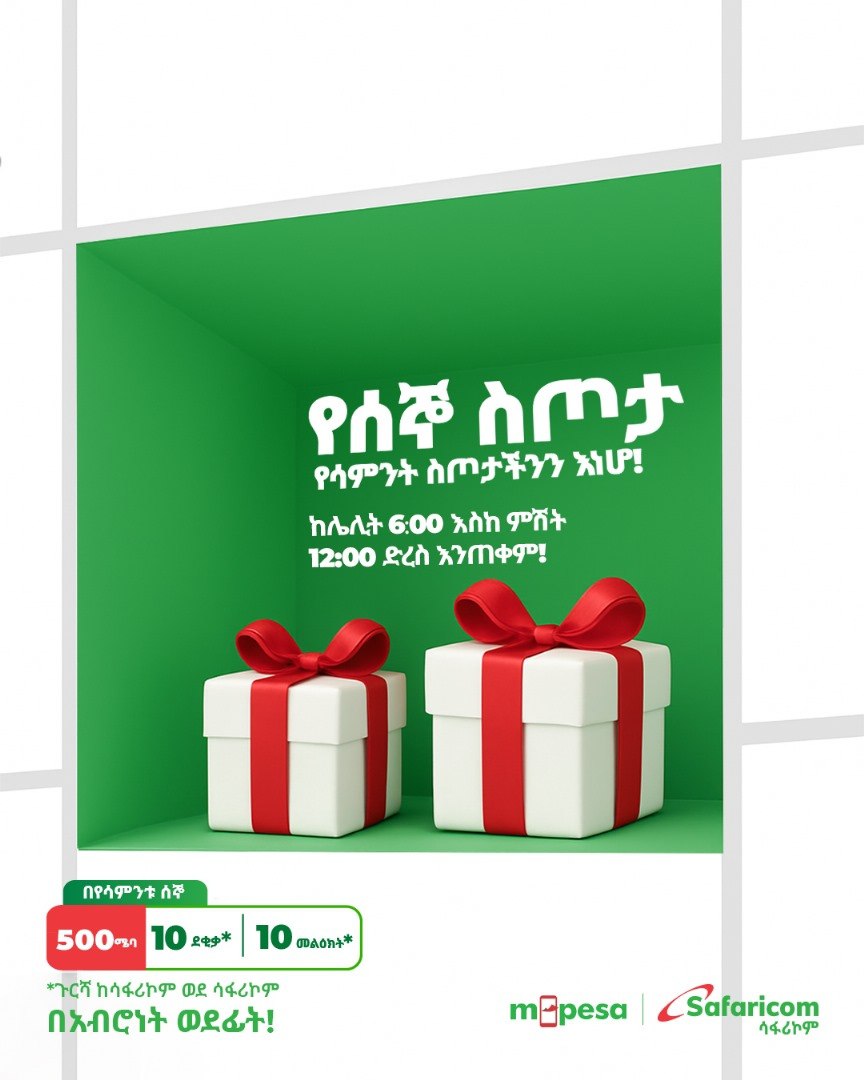 የሰኞ ስጦታ
የሳምንት ስጦታችንን እነሆ!
ከሌሊት 6:00 እስከ ምሽት
12:00 ድረስ እንጠቀም!
በየሳምንቱ ሰኞ
500ሜባ 10 ደቂቃ* 10 መልዕክት*
*ጉርሻ ከሳፋሪኮም ወደ ሳፋሪኮም
በአብሮነት ወደፊት!
m-pesa Safaricom
ሳፋሪኮም